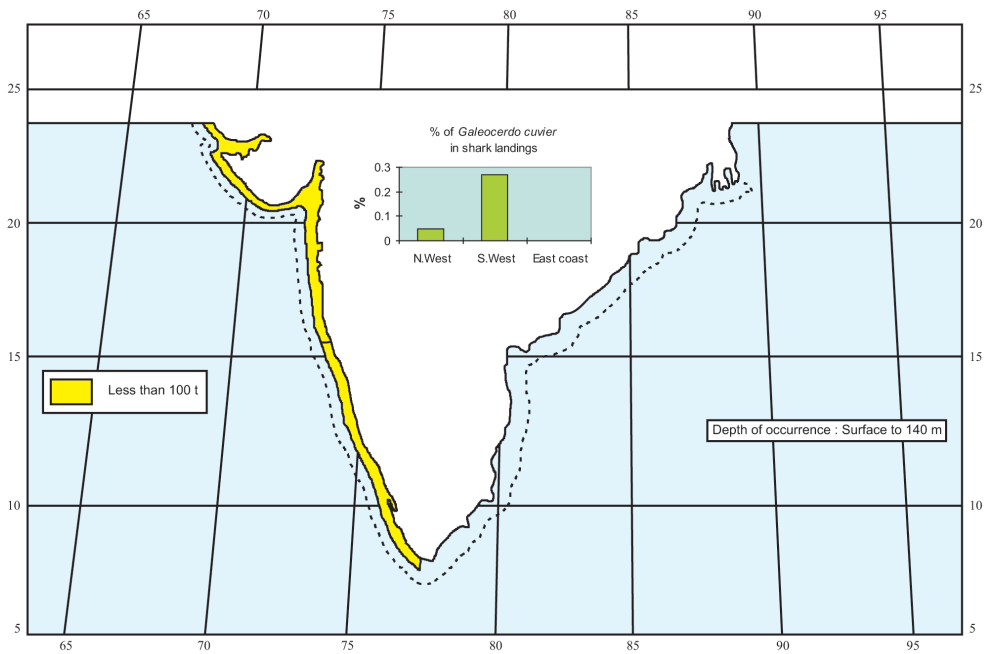 65 70 75 80 85 90 95
25 25
% of Galeocerdo cuvier
in shark landings
0.3
0.2
0.1
0
%
N.West S.West East coast
20 20
15 15
Less than 100 t
Depth of occurrence : Surface to 140 m
10 10
5 5
65 70 75 80 85 90 95